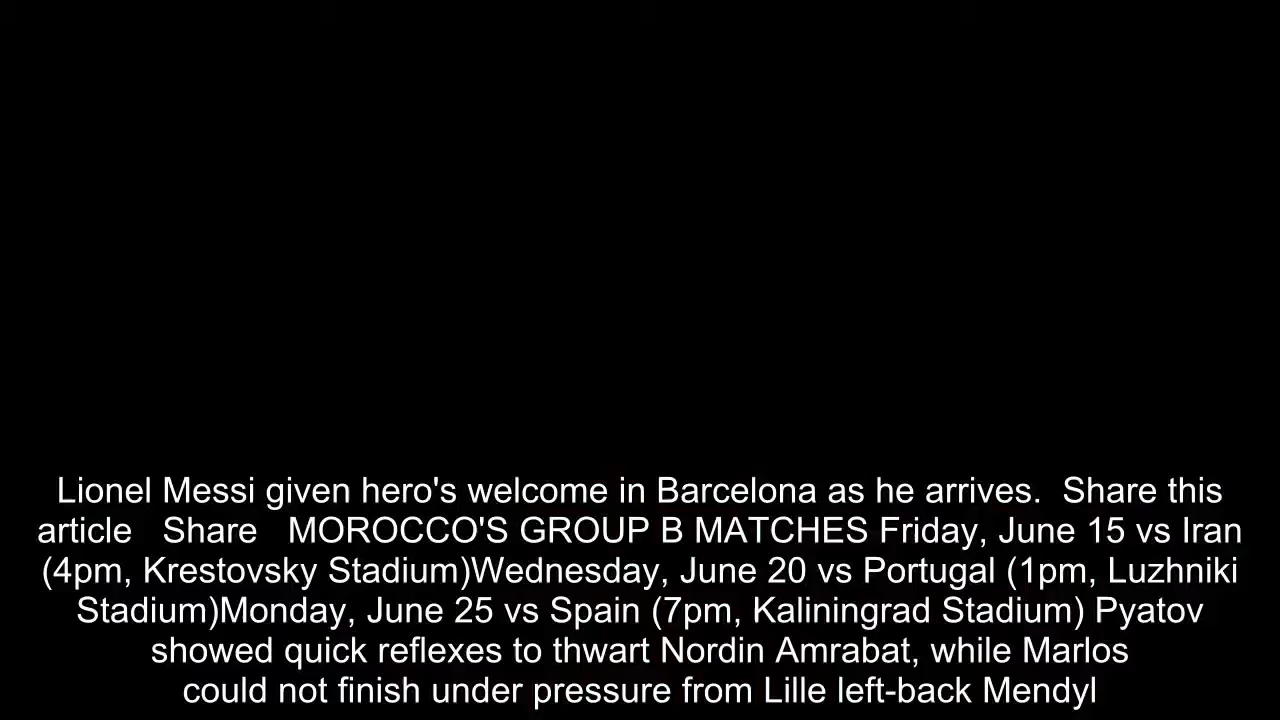 Lionel Messi given hero's welcome in Barcelona as he arrives.  Share this
article   Share   MOROCCO'S GROUP B MATCHES Friday, June 15 vs Iran
(4pm, Krestovsky Stadium)Wednesday, June 20 vs Portugal (1pm, Luzhniki
Stadium)Monday, June 25 vs Spain (7pm, Kaliningrad Stadium) Pyatov
showed quick reflexes to thwart Nordin Amrabat, while Marlos
could not finish under pressure from Lille left-back Mendyl